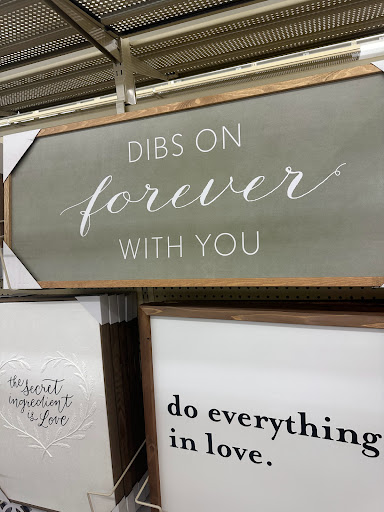 DIBS ON
forever
WITH YOU
the
secret
ingredient
is
Love
do everything
in love.